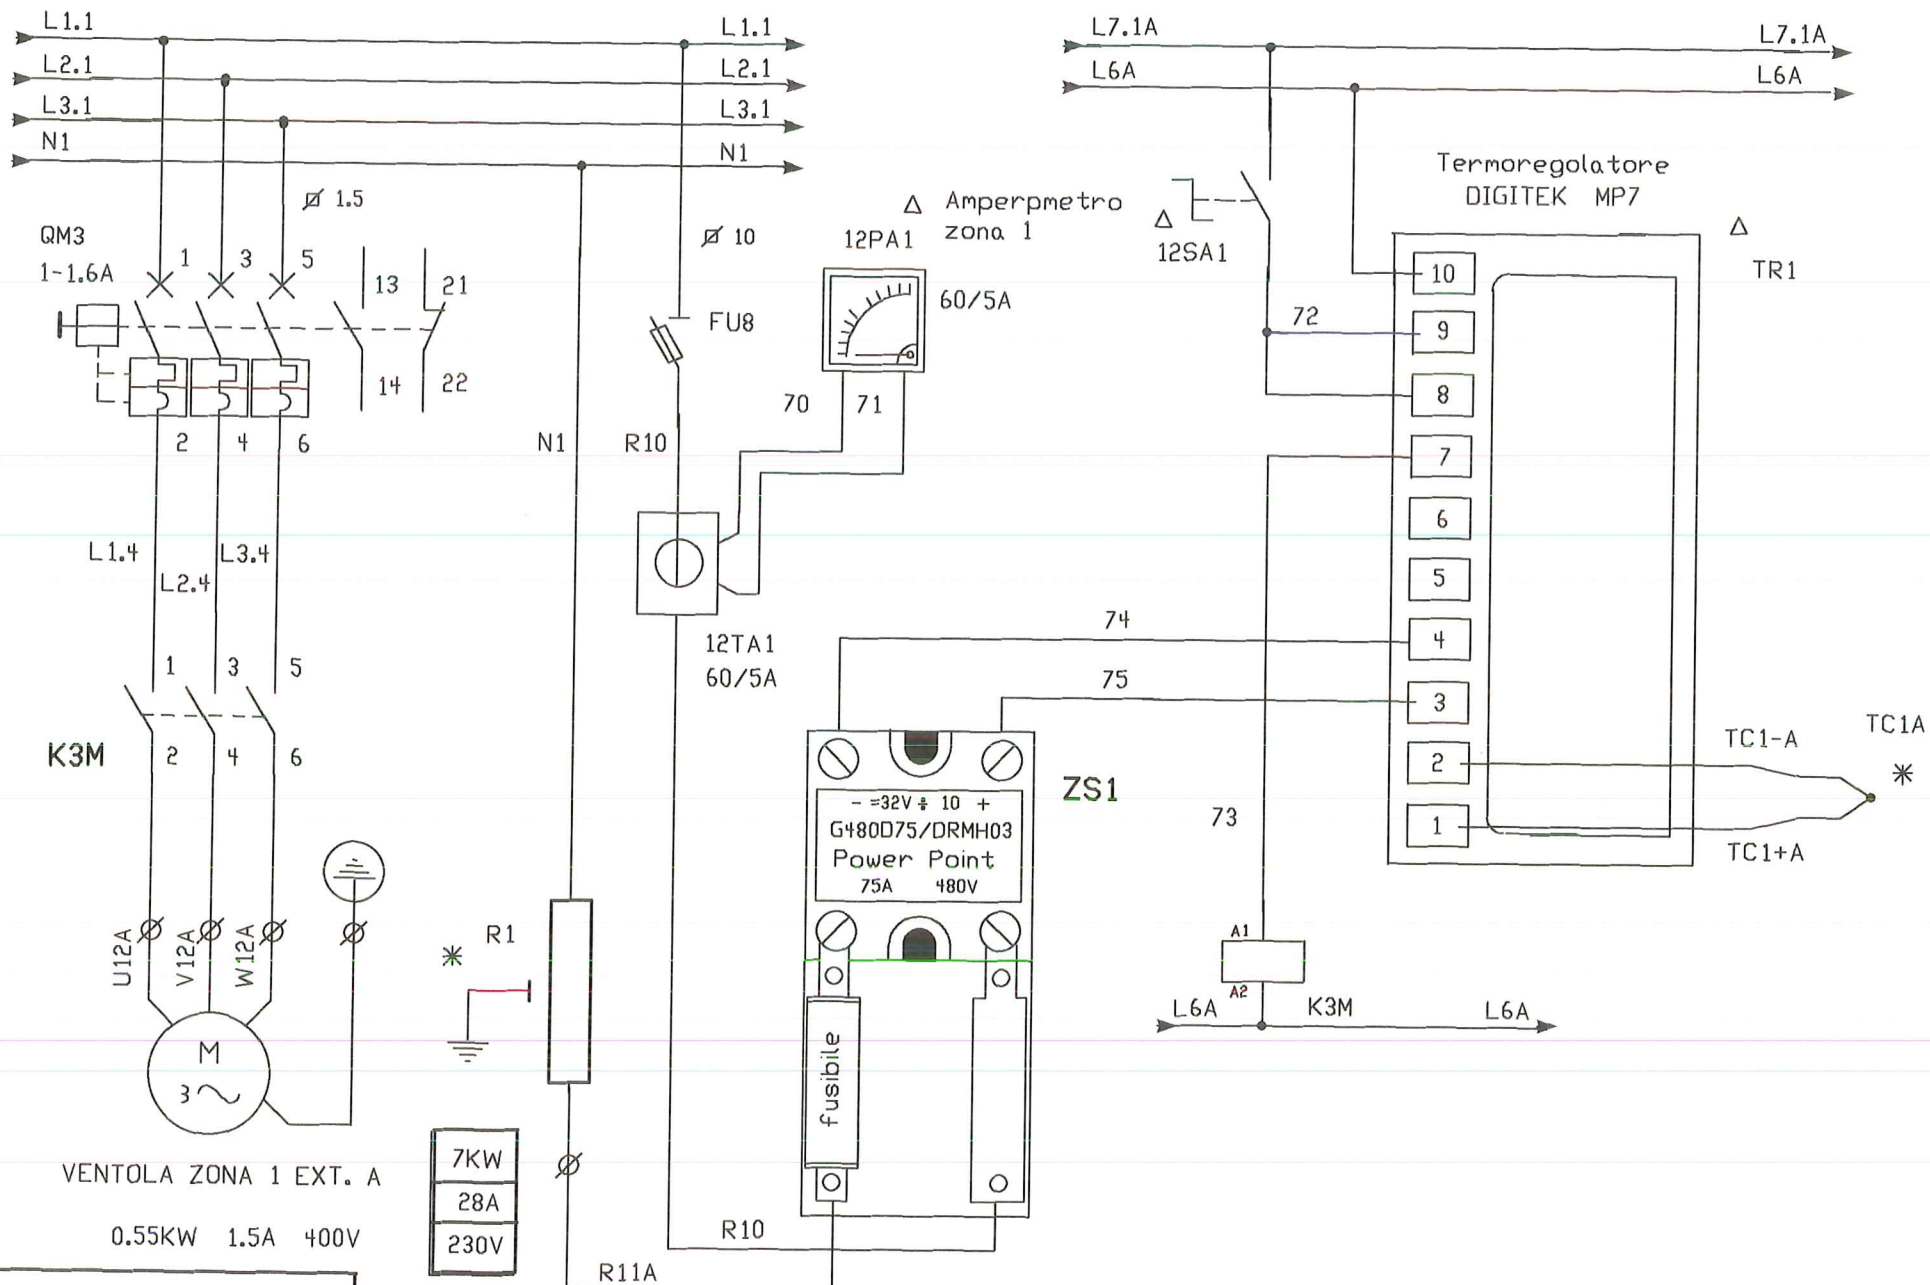 L1.1 L1.1
L2.1 L2.1
L3.1 L3.1
N1 N1
1.5
QM3
1-1.6A
1 3 5
13 21
14 22
2 4 6
L1.4
L2.4
L3.4
1 3 5
K3M
2 4 6
U12A
V12A
W12A
M
3
VENTOLA ZONA 1 EXT. A
0.55KW 1.5A 400V
N1
R1
7KW
28A
230V
R11A
10
FU8
R10
12TA1
60/5A
R10
Amperpmetro
zona 1
12PA1
60/5A
70 71
74
75
- =32V ÷ 10 +
G480D75/DRMH03
Power Point
75A 480V
fusibile
ZS1
L7.1A L7.1A
L6A L6A
12SA1
72
73
A1
A2
K3M
L6A L6A
Termoregolatore
DIGITEK MP7
TR1
10
9
8
7
6
5
4
3
2
1
TC1-A
TC1A
TC1+A